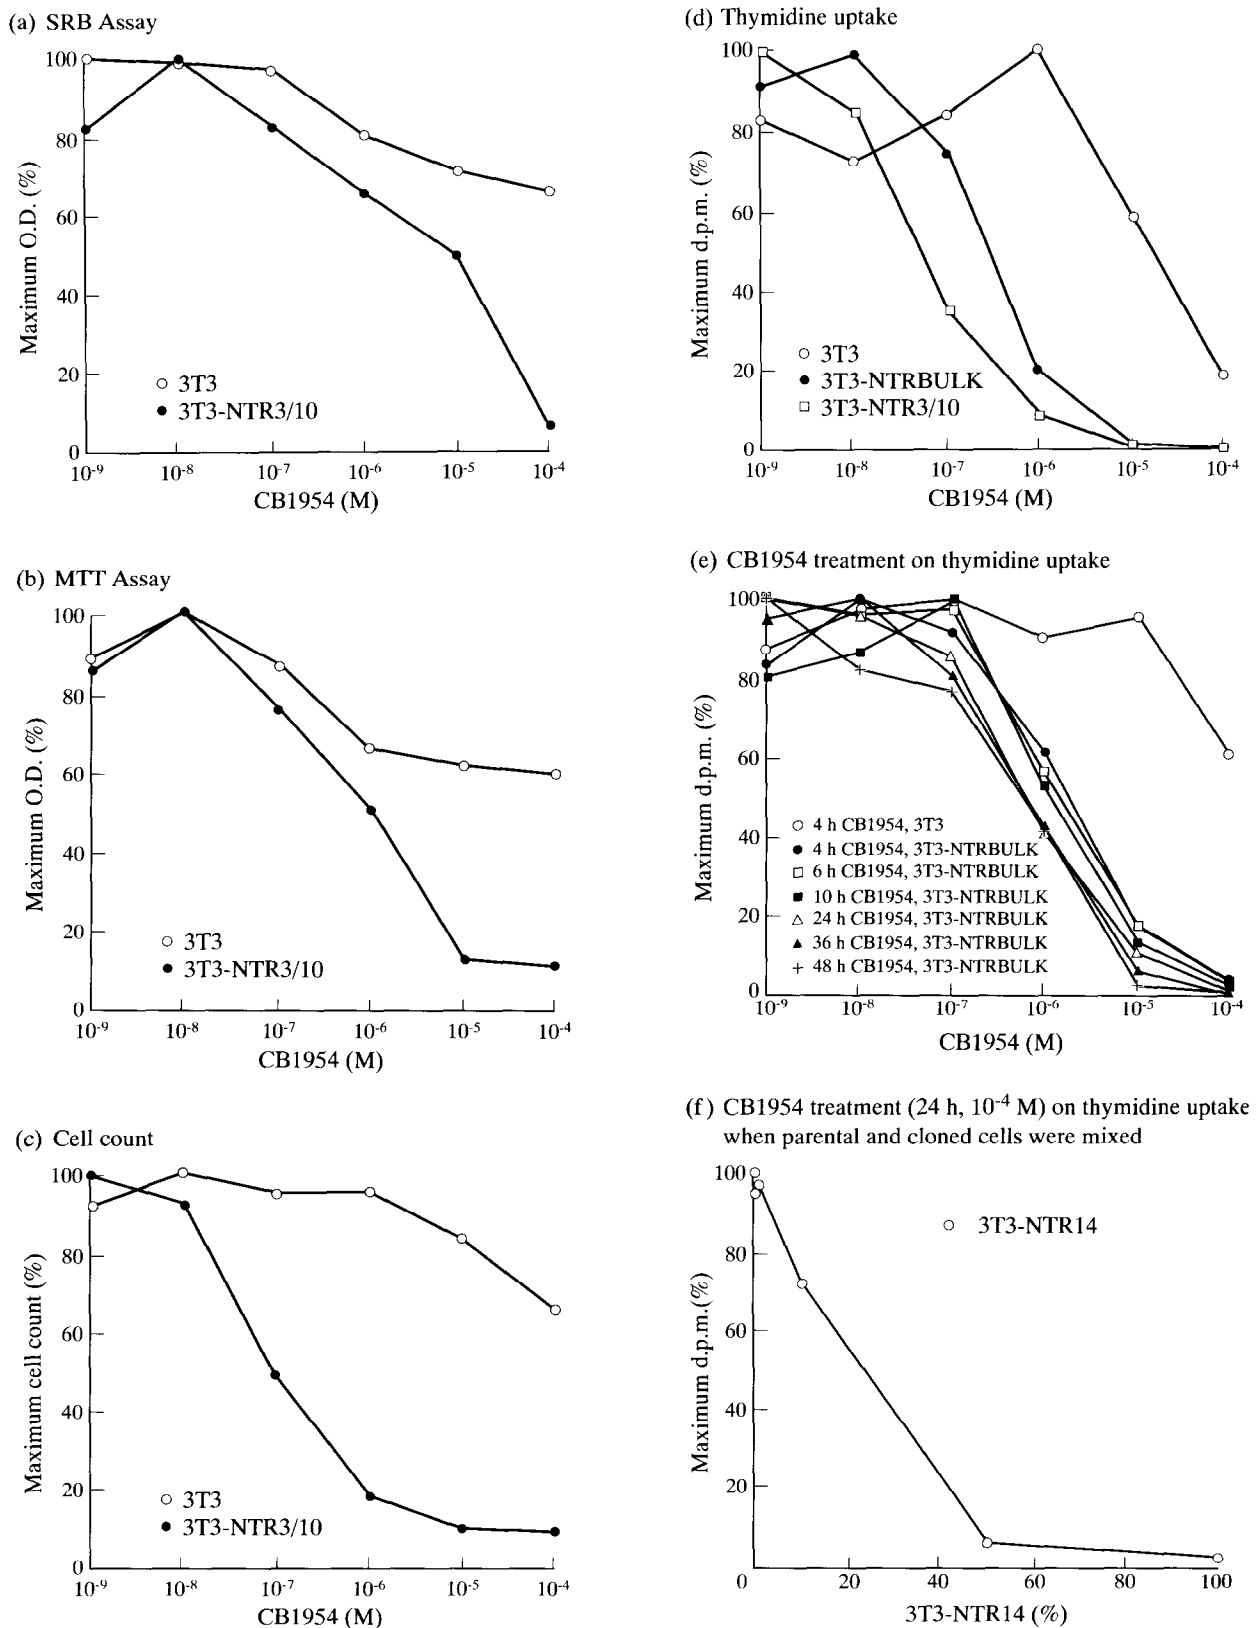 (a) SRB Assay
100
80
60
40
20
0
Maximum O.D. (%)
3T3
3T3-NTR3/10
10-9
10-8
10-7
10-6
10-5
10-4
CB1954 (M)
(b) MTT Assay
100
80
60
40
20
0
Maximum O.D. (%)
3T3
3T3-NTR3/10
10-9
10-8
10-7
10-6
10-5
10-4
CB1954 (M)
(c) Cell count
100
80
60
40
20
0
Maximum cell count (%)
3T3
3T3-NTR3/10
10-9
10-8
10-7
10-6
10-5
10-4
CB1954 (M)
(d) Thymidine uptake
100
80
60
40
20
0
Maximum d.p.m. (%)
3T3
3T3-NTRBULK
3T3-NTR3/10
10-9
10-8
10-7
10-6
10-5
10-4
CB1954 (M)
(e) CB1954 treatment on thymidine uptake
100
80
60
40
20
0
Maximum d.p.m. (%)
4 h CB1954, 3T3
4 h CB1954, 3T3-NTRBULK
6 h CB1954, 3T3-NTRBULK
10 h CB1954, 3T3-NTRBULK
24 h CB1954, 3T3-NTRBULK
36 h CB1954, 3T3-NTRBULK
48 h CB1954, 3T3-NTRBULK
10-9
10-8
10-7
10-6
10-5
10-4
CB1954 (M)
(f) CB1954 treatment (24 h, 10-4 M) on thymidine uptake
when parental and cloned cells were mixed
100
80
60
40
20
Maximum d.p.m.(%)
3T3-NTR14
0
20
40
60
80
100
3T3-NTR14 (%)